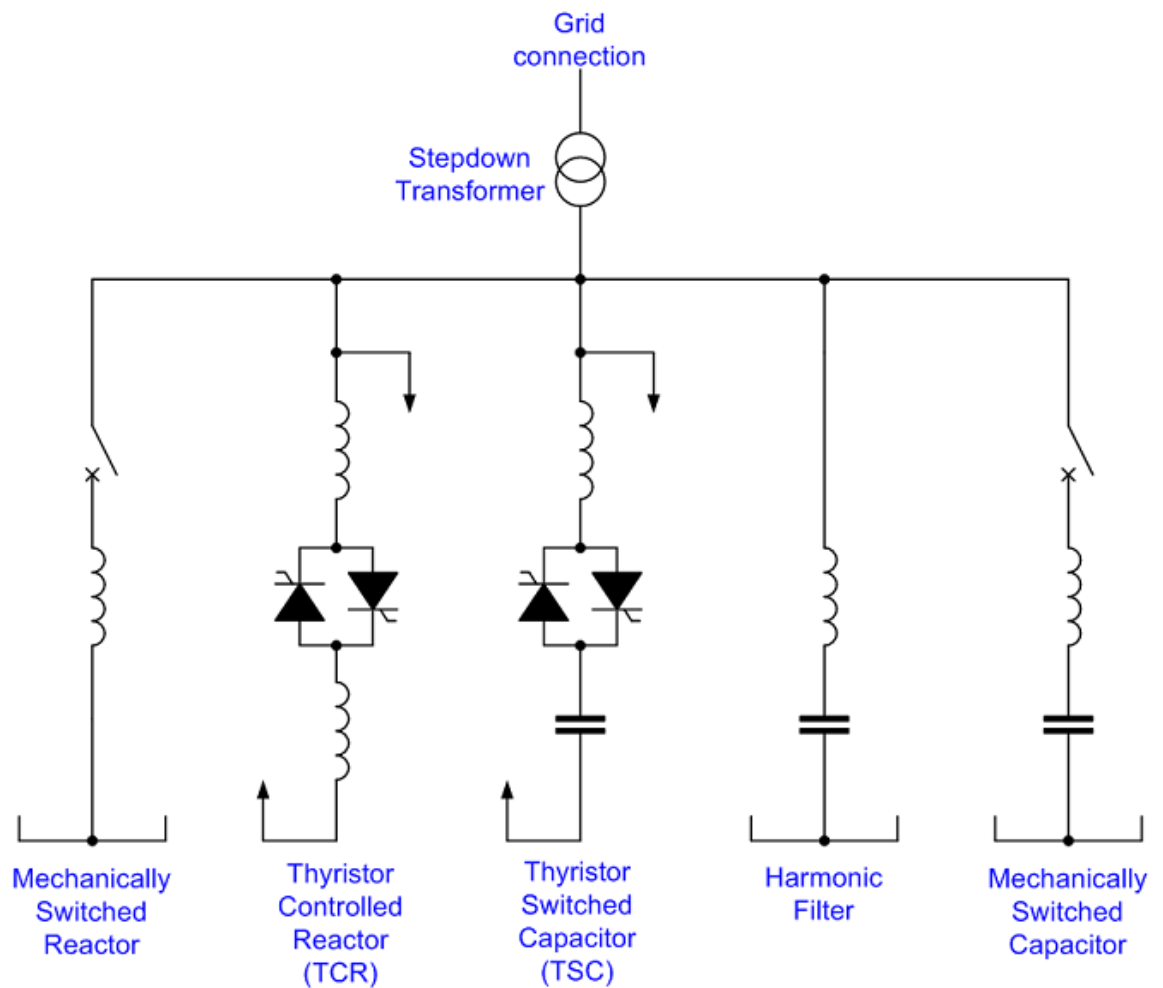 Grid
connection
Stepdown
Transformer
Mechanically
Switched
Reactor
Thyristor
Controlled
Reactor
(TCR)
Thyristor
Switched
Capacitor
(TSC)
Harmonic
Filter
Mechanically
Switched
Capacitor